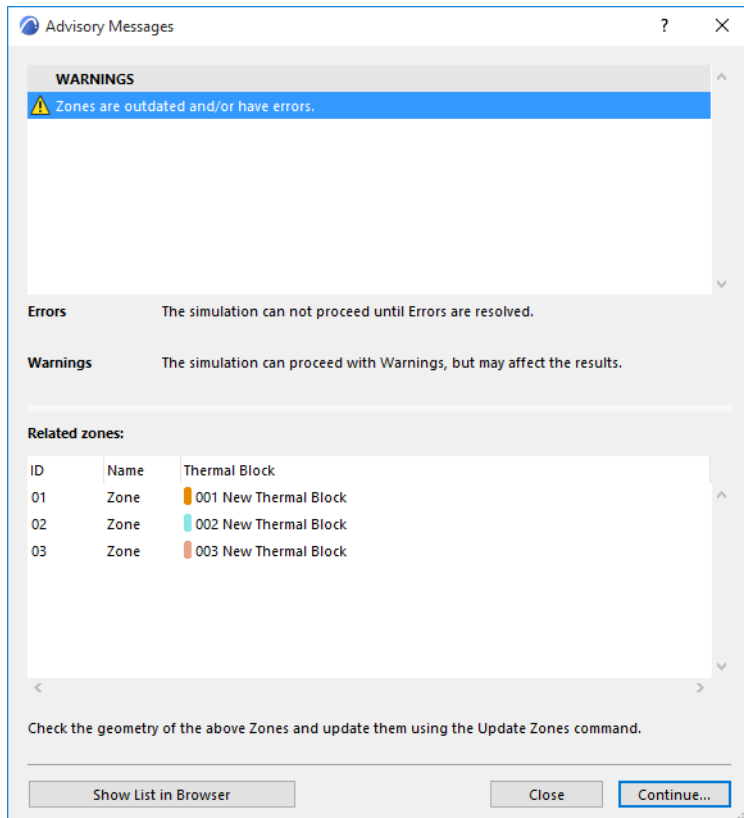 Advisory Messages
WARNINGS
Zones are outdated and/or have errors.
Errors The simulation can not proceed until Errors are resolved.
Warnings The simulation can proceed with Warnings, but may affect the results.
Related zones:
ID Name Thermal Block
01 Zone 001 New Thermal Block
02 Zone 002 New Thermal Block
03 Zone 003 New Thermal Block
Check the geometry of the above Zones and update them using the Update Zones command.
Show List in Browser Close Continue...